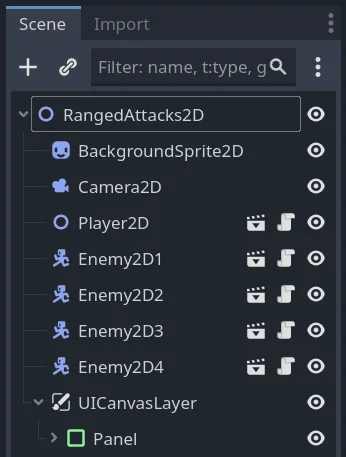 Scene Import
Filter: name, t:type, g
RangedAttacks2D
BackgroundSprite2D
Camera2D
Player2D
Enemy2D1
Enemy2D2
Enemy2D3
Enemy2D4
UICanvasLayer
Panel